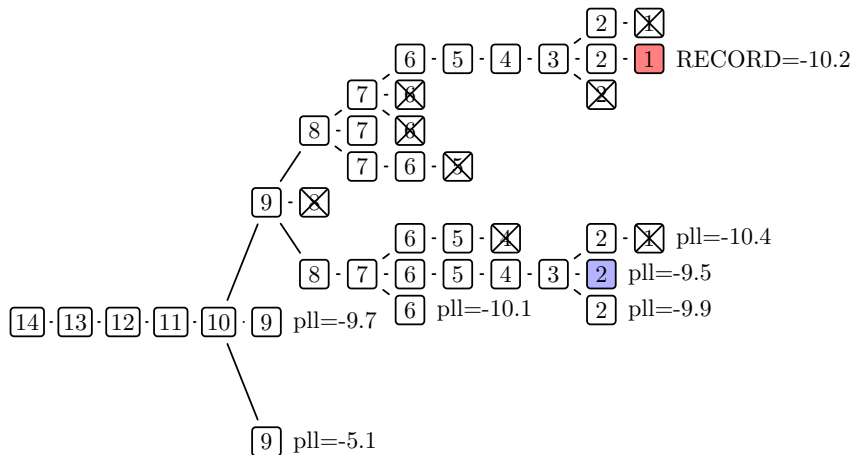 2 1
6 5 4 3 2 1 RECORD=-10.2
7 6 2
8 7 6
7 6 5
9 8
6 5 4 2 1 pll=-10.4
8 7 6 5 4 3 2 pll=-9.5
6 pll=-10.1 2 pll=-9.9
14 13 12 11 10 9 pll=-9.7
9 pll=-5.1